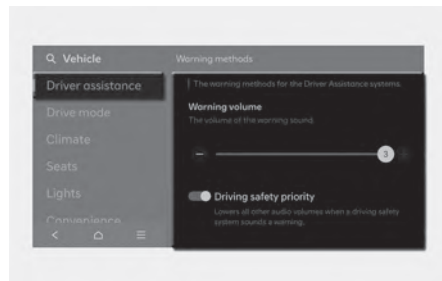 Vehicle
Warning methods
Driver assistance
The warning methods for the Driver Assistance systems.
Drive mode
Warning volume
The volume of the warning sound.
Climate
3
Seats
Lights
Driving safety priority
Lowers all other audio volumes when a driving safety
system sounds a warning.
Convenience